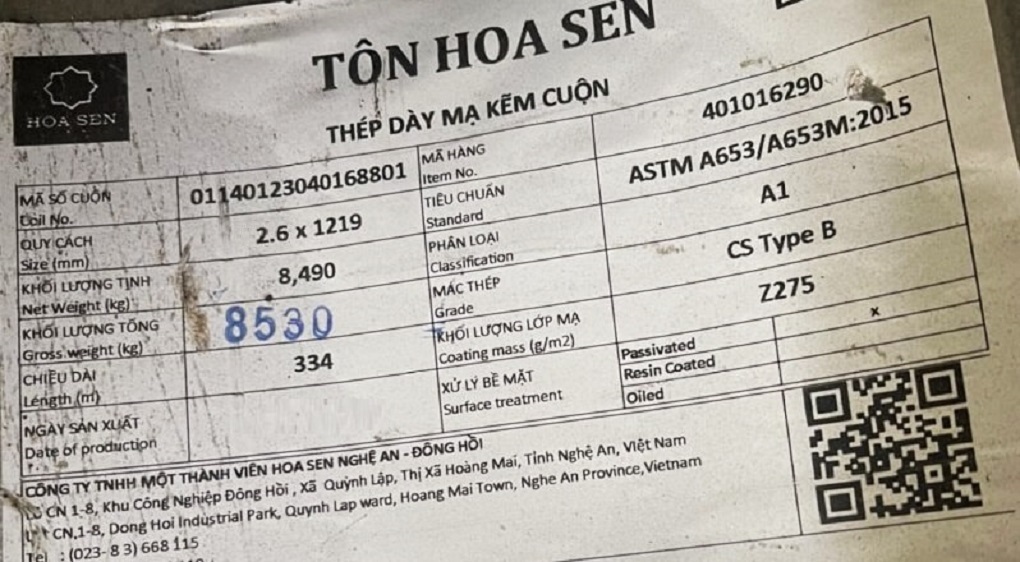 HOA SEN
TÔN HOA SEN
THÉP DÀY MẠ KẼM CUỘN
MÃ SỐ CUỘN
Coil No.
01140123040168801
MÃ HÀNG
Item No.
401016290
QUY CÁCH
Size (mm)
2.6 x 1219
TIÊU CHUẨN
Standard
ASTM A653/A653M:2015
KHỐI LƯỢNG TỊNH
Net Weight (kg)
8,490
PHÂN LOẠI
Classification
A1
KHỐI LƯỢNG TỔNG
Gross weight (kg)
8530
MÁC THÉP
Grade
CS Type B
CHIỀU DÀI
Length (m)
334
KHỐI LƯỢNG LỚP MẠ
Coating mass (g/m2)
Z275
NGÀY SẢN XUẤT
Date of production
XỬ LÝ BỀ MẶT
Surface treatment
Passivated x
Resin Coated
Oiled
CÔNG TY TNHH MỘT THÀNH VIÊN HOA SEN NGHỆ AN - ĐÔNG HỒI
CN 1-8, Khu Công Nghiệp Đông Hồi , Xã Quỳnh Lập, Thị Xã Hoàng Mai, Tỉnh Nghệ An, Việt Nam
CN,1-8, Dong Hoi Industrial Park, Quynh Lap ward, Hoang Mai Town, Nghe An Province,Vietnam
Tel : (023- 8 3) 668 115